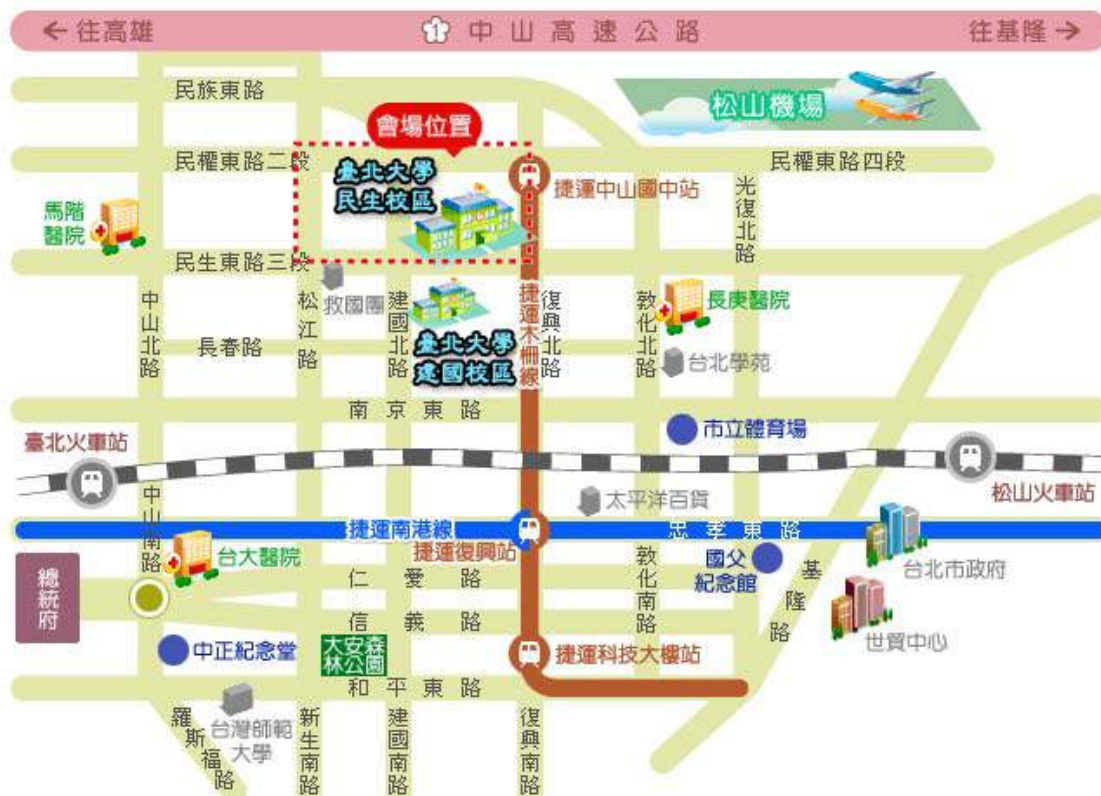 ←往高雄
1 中山高速公路
往基隆→
民族東路
松山機場
會場位置
民權東路二段
民權東路四段
臺北大學
民生校區
捷運中山國中站
光復北路
馬階
醫院
民生東路三段
救國團
中山北路
松江路
建國北路
捷運木柵線
復興北路
敦化北路
長庚醫院
長春路
臺北大學
建國校區
台北學苑
南京東路
市立體育場
臺北火車站
松山火車站
中山南路
太平洋百貨
捷運南港線
忠孝東路
捷運復興站
台大醫院
國父
紀念館
台北市政府
總統府
仁愛路
敦化南路
基隆路
信義路
世貿中心
中正紀念堂
大安森
林公園
捷運科技大樓站
和平東路
台灣師範
大學
羅斯福路
新生南路
建國南路
復興南路